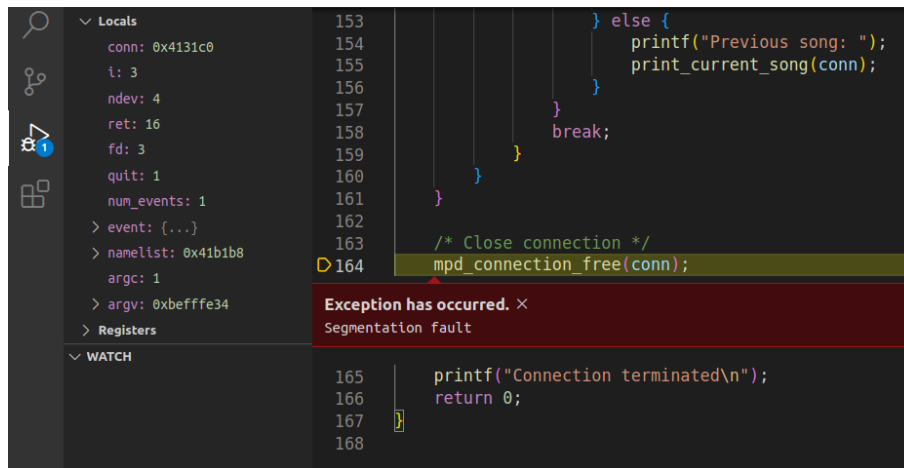 Locals
conn: 0x4131c0
i: 3
ndev: 4
ret: 16
fd: 3
quit: 1
num_events: 1
event: {...}
namelist: 0x41b1b8
argc: 1
argv: 0xbefffe34
Registers
WATCH
1
153 } else {
154 printf("Previous song: ");
155 print_current_song(conn);
156 }
157 }
158 break;
159 }
160 }
161 }
162
163 /* Close connection */
164 mpd_connection_free(conn);
Exception has occurred. ×
Segmentation fault
165 printf("Connection terminated\n");
166 return 0;
167 }
168